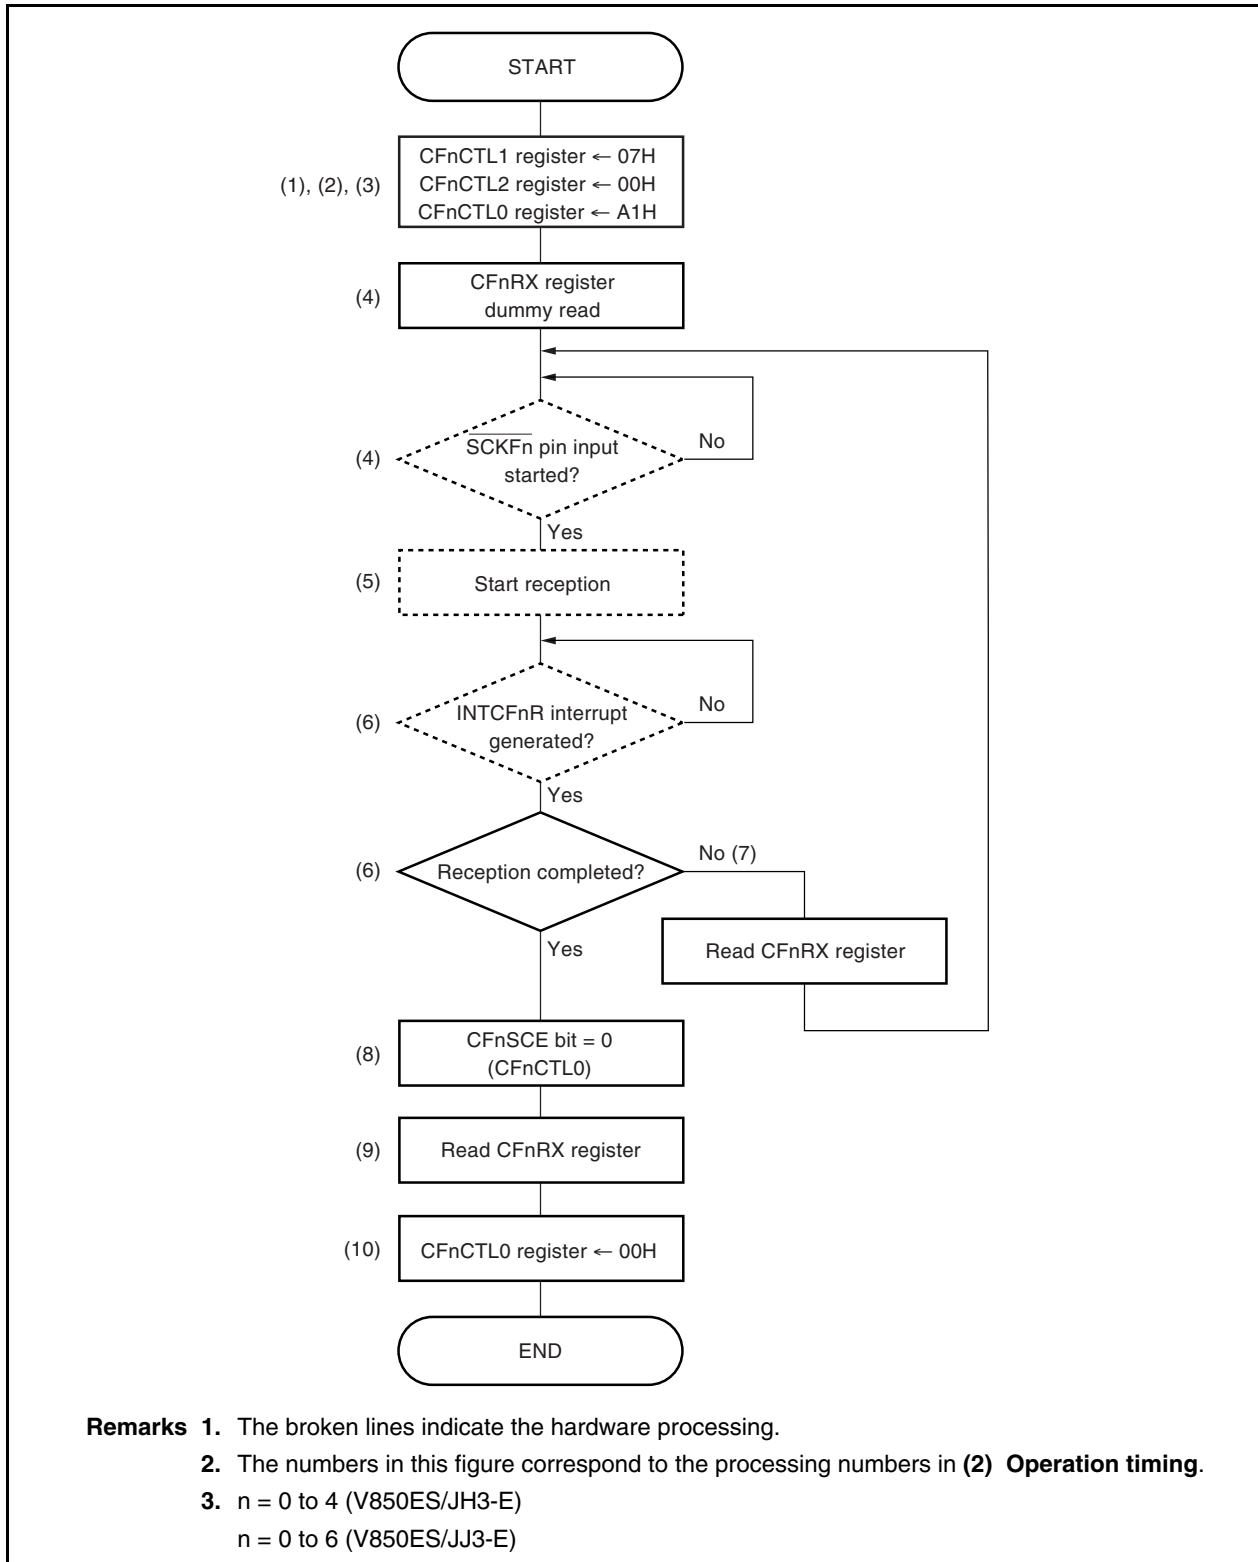 START
(1), (2), (3)
CFnCTL1 register ← 07H
CFnCTL2 register ← 00H
CFnCTL0 register ← A1H
(4)
CFnRX register
dummy read
(4)
SCKFn pin input
started?
No
Yes
(5)
Start reception
(6)
INTCFnR interrupt
generated?
No
Yes
(6)
Reception completed?
No (7)
Yes
Read CFnRX register
(8)
CFnSCE bit = 0
(CFnCTL0)
(9)
Read CFnRX register
(10)
CFnCTL0 register ← 00H
END
Remarks 1. The broken lines indicate the hardware processing.
2. The numbers in this figure correspond to the processing numbers in (2) Operation timing.
3. n = 0 to 4 (V850ES/JH3-E)
n = 0 to 6 (V850ES/JJ3-E)